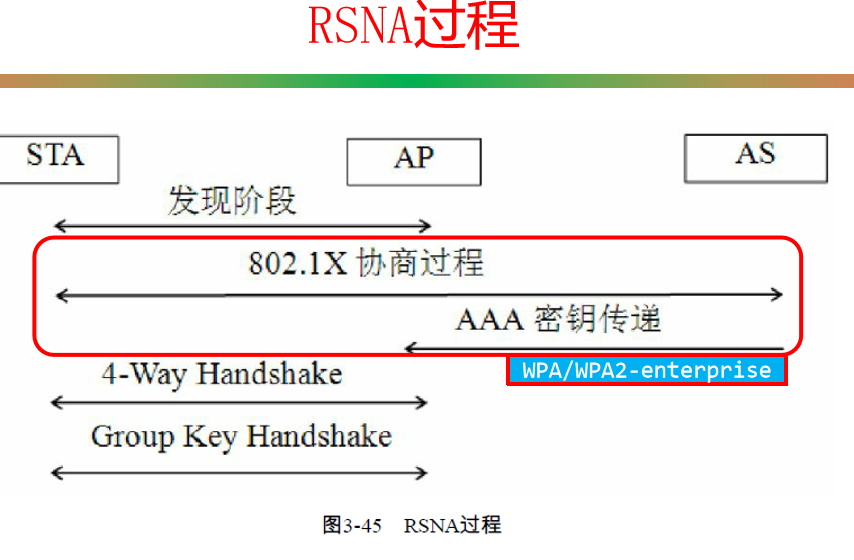 RSNA过程
STA
AP
AS
发现阶段
802.1X 协商过程
AAA 密钥传递
WPA/WPA2-enterprise
4-Way Handshake
Group Key Handshake
图3-45 RSNA过程